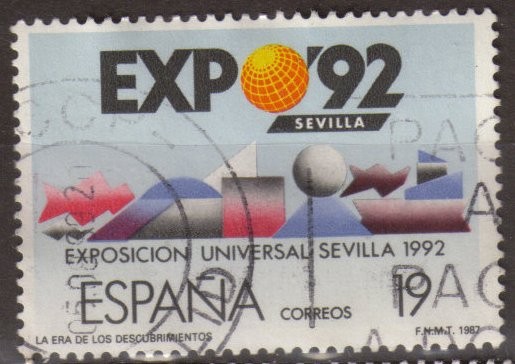 EXPO'92
SEVILLA
EXPOSICION UNIVERSAL SEVILLA 1992
ESPAÑA CORREOS 19
LA ERA DE LOS DESCUBRIMIENTOS F.N.M.T. 1987